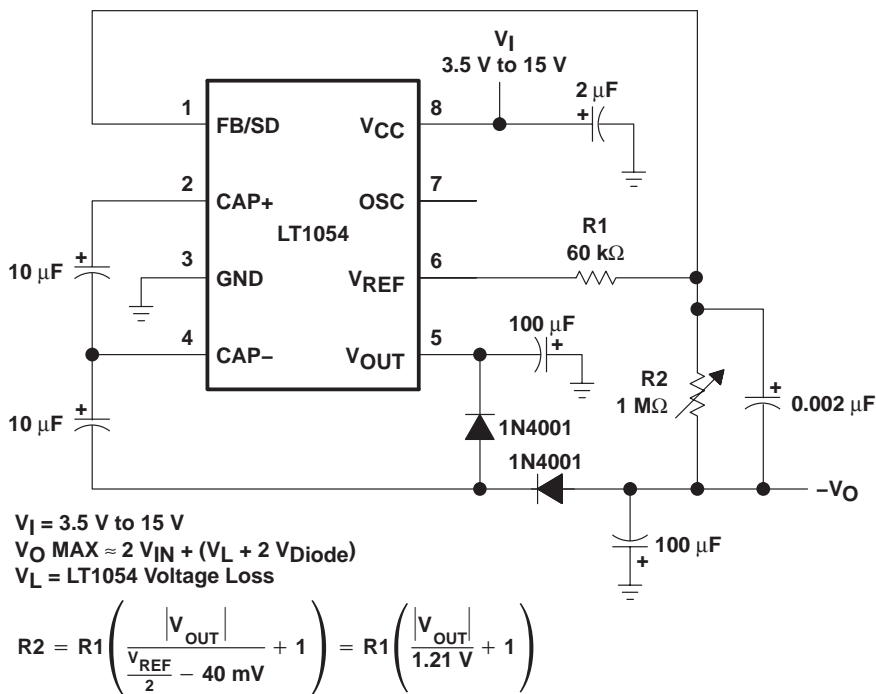 V_I
3.5 V to 15 V
2 μF
+
1
FB/SD
V_CC
8
2
CAP+
OSC
7
LT1054
R1
60 kΩ
10 μF
+
3
GND
V_REF
6
4
CAP−
V_OUT
5
100 μF
+
R2
1 MΩ
+
0.002 μF
10 μF
+
1N4001
1N4001
−V_O
100 μF
+
V_I = 3.5 V to 15 V
V_O MAX ≈ 2 V_IN + (V_L + 2 V_Diode)
V_L = LT1054 Voltage Loss
R2 = R1 ( |V_OUT| / (V_REF / 2 − 40 mV) + 1 ) = R1 ( |V_OUT| / 1.21 V + 1 )